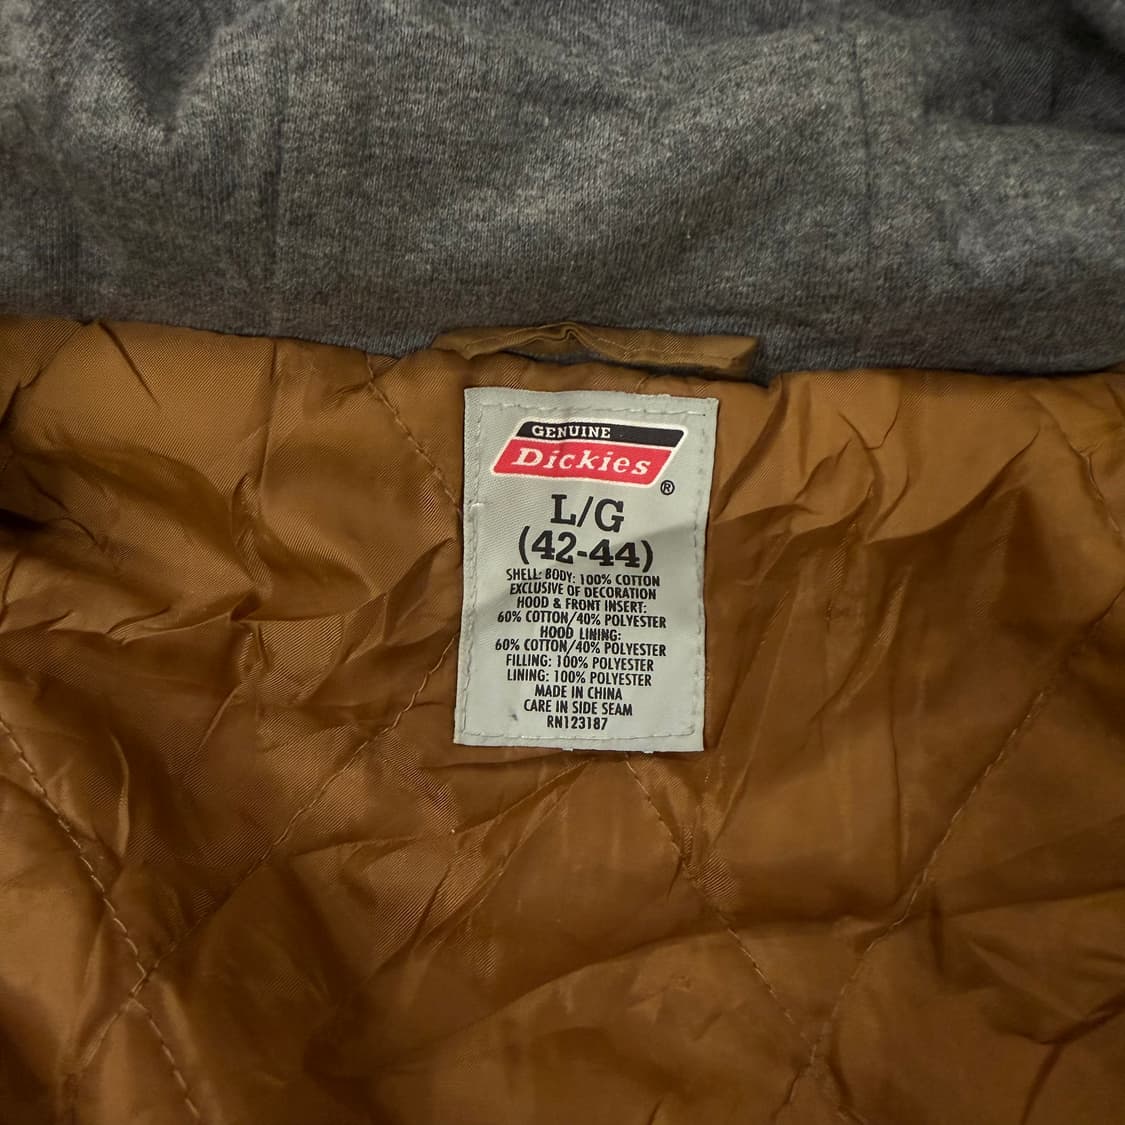 GENUINE
Dickies
®
L/G
(42-44)
SHELL: BODY: 100% COTTON
EXCLUSIVE OF DECORATION
HOOD & FRONT INSERT:
60% COTTON/40% POLYESTER
HOOD LINING:
60% COTTON/40% POLYESTER
FILLING: 100% POLYESTER
LINING: 100% POLYESTER
MADE IN CHINA
CARE IN SIDE SEAM
RN123187